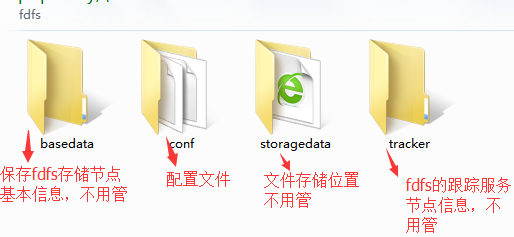 fdfs
basedata
conf
storagedata
tracker
保存fdfs存储节点
基本信息，不用管
配置文件
文件存储位置
不用管
fdfs的跟踪服务
节点信息，不
用管